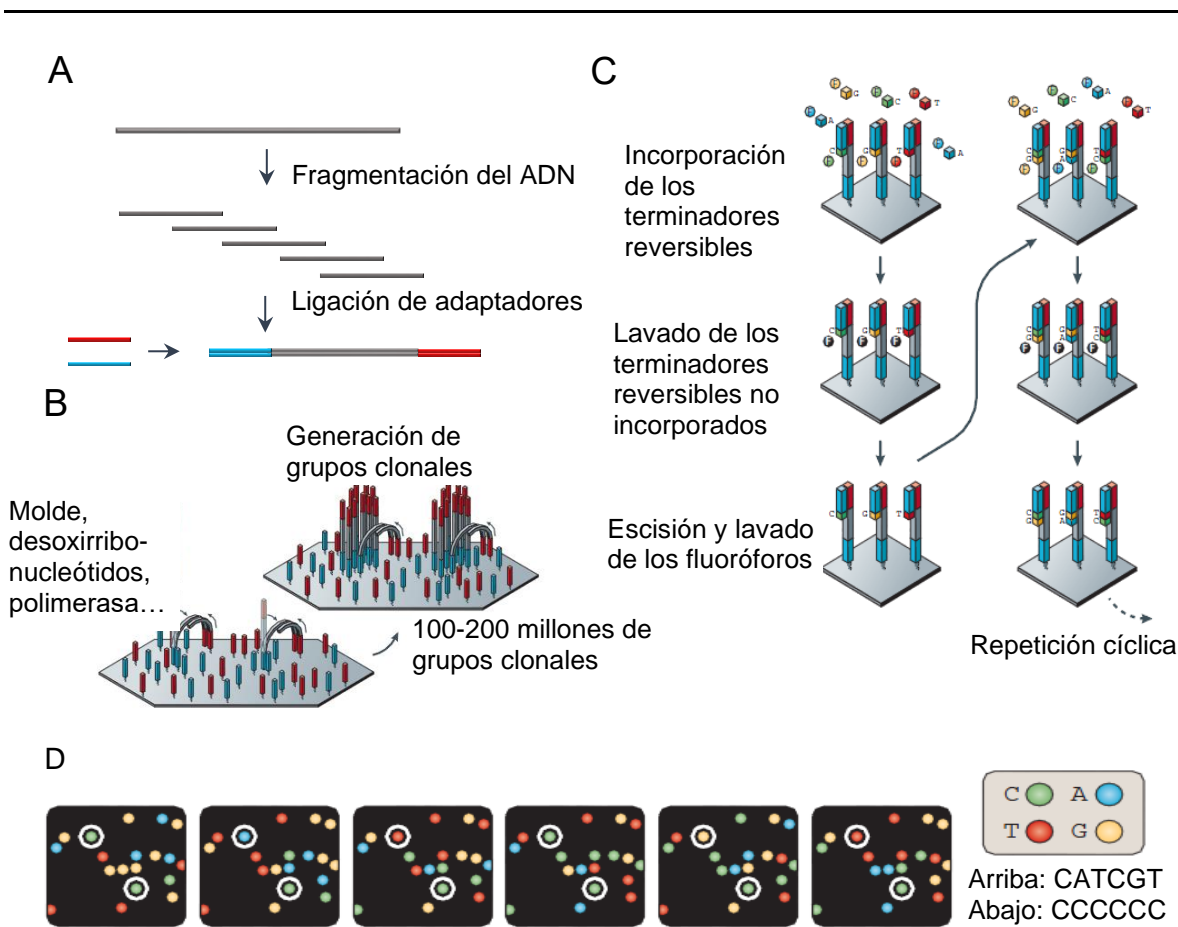 A
Fragmentación del ADN
Ligación de adaptadores
B
Generación de
grupos clonales
Molde,
desoxirribo-
nucleótidos,
polimerasa…
100-200 millones de
grupos clonales
C
F G F C F T
F A
F A
C G T
F F F
F G F C F A F T
C G T
G A C
F F F
Incorporación
de los
terminadores
reversibles
C G T
F F F
C G T
G A C
F F F
Lavado de los
terminadores
reversibles no
incorporados
C G T
C G T
G A C
Escisión y lavado
de los fluoróforos
Repetición cíclica
D
C A
T G
Arriba: CATCGT
Abajo: CCCCCC